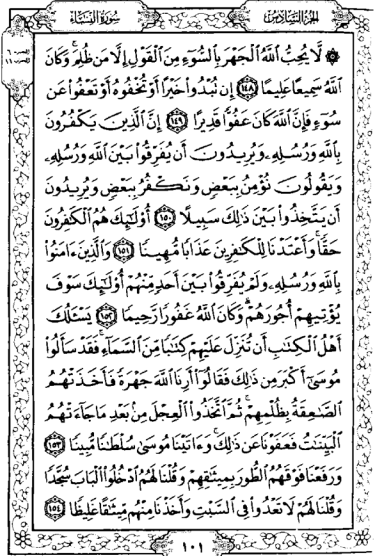 الجزء السادس سورة النساء
۞ لَّا يُحِبُّ ٱللَّهُ ٱلْجَهْرَ بِٱلسُّوٓءِ مِنَ ٱلْقَوْلِ إِلَّا مَن ظُلِمَ ۚ وَكَانَ
ٱللَّهُ سَمِيعًا عَلِيمًا ١٤٨ إِن تُبْدُوا۟ خَيْرًا أَوْ تُخْفُوهُ أَوْ تَعْفُوا۟ عَن
سُوٓءٍ فَإِنَّ ٱللَّهَ كَانَ عَفُوًّا قَدِيرًا ١٤٩ إِنَّ ٱلَّذِينَ يَكْفُرُونَ
بِٱللَّهِ وَرُسُلِهِۦ وَيُرِيدُونَ أَن يُفَرِّقُوا۟ بَيْنَ ٱللَّهِ وَرُسُلِهِۦ
وَيَقُولُونَ نُؤْمِنُ بِبَعْضٍ وَنَكْفُرُ بِبَعْضٍ وَيُرِيدُونَ
أَن يَتَّخِذُوا۟ بَيْنَ ذَٰلِكَ سَبِيلًا ١٥٠ أُو۟لَـٰٓئِكَ هُمُ ٱلْكَـٰفِرُونَ
حَقًّا ۚ وَأَعْتَدْنَا لِلْكَـٰفِرِينَ عَذَابًا مُّهِينًا ١٥١ وَٱلَّذِينَ ءَامَنُوا۟
بِٱللَّهِ وَرُسُلِهِۦ وَلَمْ يُفَرِّقُوا۟ بَيْنَ أَحَدٍ مِّنْهُمْ أُو۟لَـٰٓئِكَ سَوْفَ
يُؤْتِيهِمْ أُجُورَهُمْ ۗ وَكَانَ ٱللَّهُ غَفُورًا رَّحِيمًا ١٥٢ يَسْـَٔلُكَ
أَهْلُ ٱلْكِتَـٰبِ أَن تُنَزِّلَ عَلَيْهِمْ كِتَـٰبًا مِّنَ ٱلسَّمَآءِ ۚ فَقَدْ سَأَلُوا۟
مُوسَىٰٓ أَكْبَرَ مِن ذَٰلِكَ فَقَالُوٓا۟ أَرِنَا ٱللَّهَ جَهْرَةً فَأَخَذَتْهُمُ
ٱلصَّـٰعِقَةُ بِظُلْمِهِمْ ۚ ثُمَّ ٱتَّخَذُوا۟ ٱلْعِجْلَ مِنۢ بَعْدِ مَا جَآءَتْهُمُ
ٱلْبَيِّنَـٰتُ فَعَفَوْنَا عَن ذَٰلِكَ ۚ وَءَاتَيْنَا مُوسَىٰ سُلْطَـٰنًا مُّبِينًا ١٥٣
وَرَفَعْنَا فَوْقَهُمُ ٱلطُّورَ بِمِيثَـٰقِهِمْ وَقُلْنَا لَهُمُ ٱدْخُلُوا۟ ٱلْبَابَ سُجَّدًا
وَقُلْنَا لَهُمْ لَا تَعْدُوا۟ فِى ٱلسَّبْتِ وَأَخَذْنَا مِنْهُم مِّيثَـٰقًا غَلِيظًا ١٥٤
١٠١